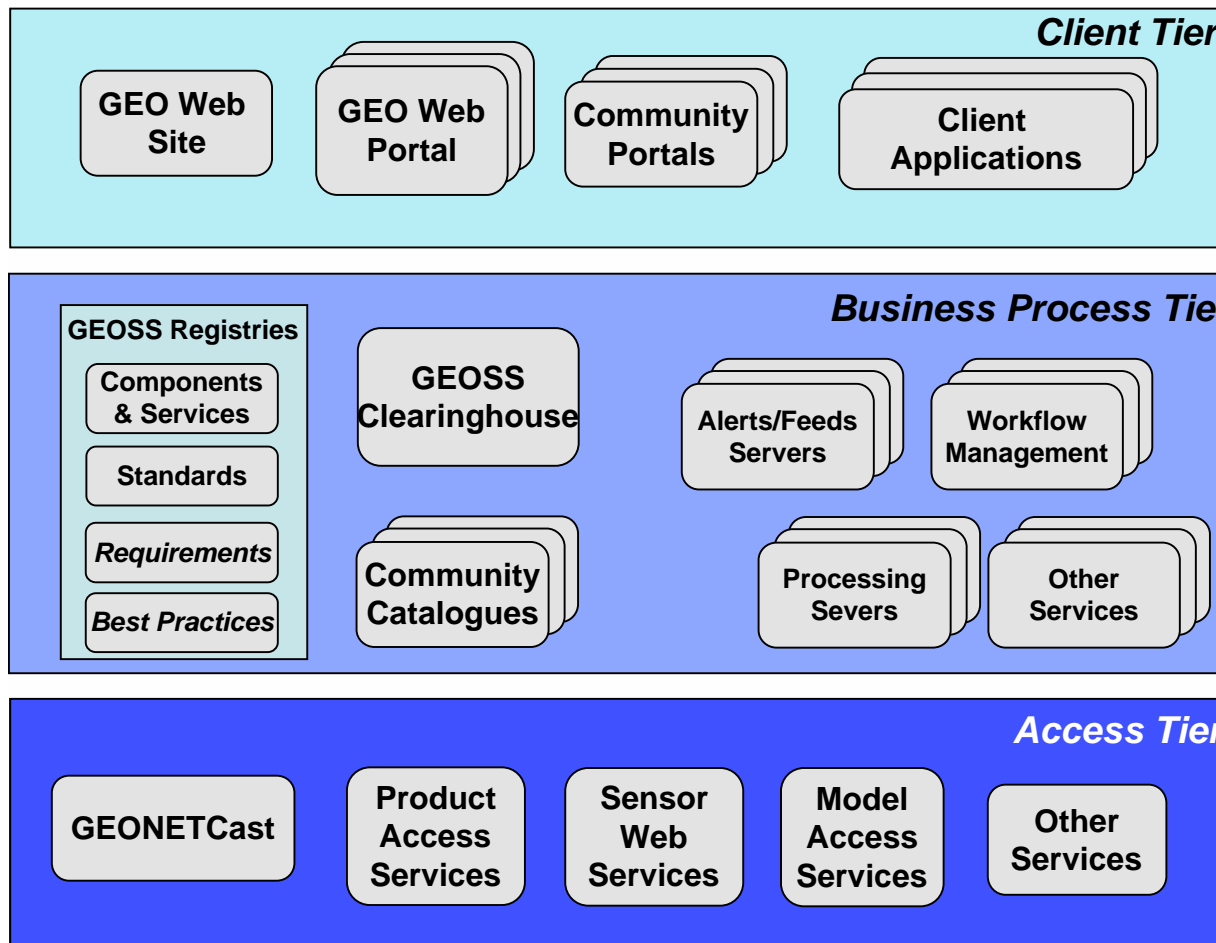 Client Tier
GEO Web
Site
GEO Web
Portal
Community
Portals
Client
Applications
Business Process Tie
GEOSS Registries
Components
& Services
Standards
Requirements
Best Practices
GEOSS
Clearinghouse
Community
Catalogues
Alerts/Feeds
Servers
Workflow
Management
Processing
Severs
Other
Services
Access Tier
GEONETCast
Product
Access
Services
Sensor
Web
Services
Model
Access
Services
Other
Services